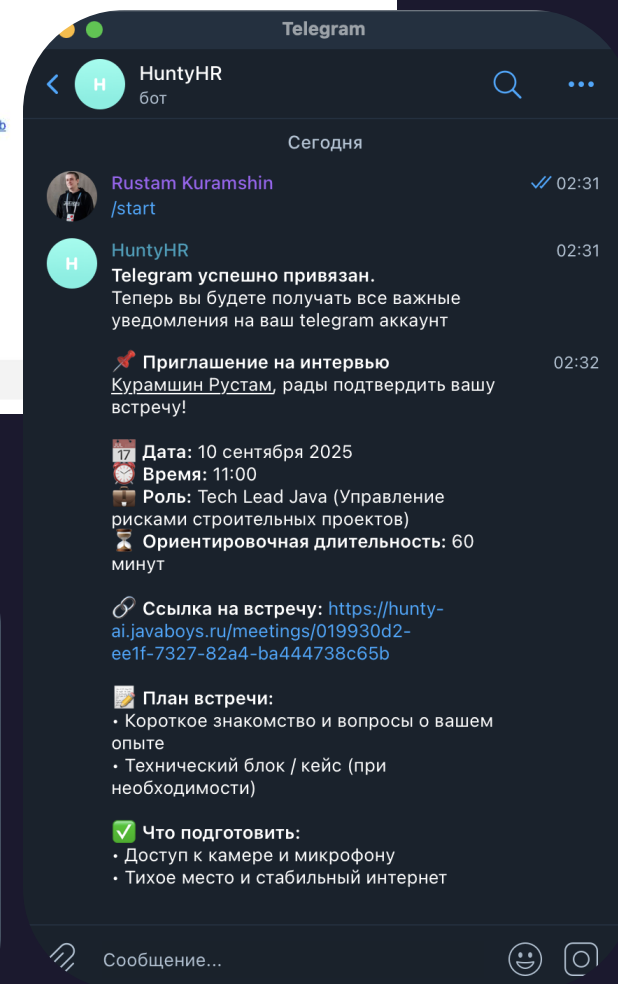 Telegram
HuntyHR
бот
Сегодня
Rustam Kuramshin 02:31
/start
HuntyHR 02:31
Telegram успешно привязан.
Теперь вы будете получать все важные
уведомления на ваш telegram аккаунт
Приглашение на интервью 02:32
Курамшин Рустам, рады подтвердить вашу
встречу!
Дата: 10 сентября 2025
Время: 11:00
Роль: Tech Lead Java (Управление
рисками строительных проектов)
Ориентировочная длительность: 60
минут
Ссылка на встречу: https://hunty-
ai.javaboys.ru/meetings/019930d2-
ee1f-7327-82a4-ba444738c65b
План встречи:
• Короткое знакомство и вопросы о вашем
опыте
• Технический блок / кейс (при
необходимости)
Что подготовить:
• Доступ к камере и микрофону
• Тихое место и стабильный интернет
Сообщение...